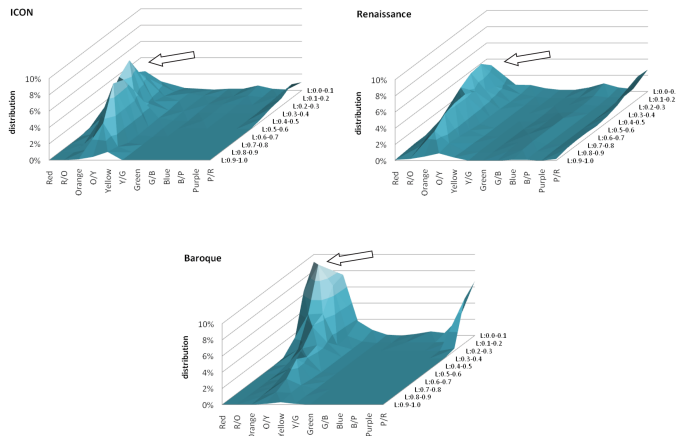 ICON
10%
8%
6%
4%
2%
0%
distribution
Red
R/O
Orange
O/Y
Yellow
Y/G
Green
G/B
Blue
B/P
Purple
P/R
L:0.0-0.1
L:0.1-0.2
L:0.2-0.3
L:0.3-0.4
L:0.4-0.5
L:0.5-0.6
L:0.6-0.7
L:0.7-0.8
L:0.8-0.9
L:0.9-1.0
Renaissance
10%
8%
6%
4%
2%
0%
distribution
Red
R/O
Orange
O/Y
Yellow
Y/G
Green
G/B
Blue
B/P
Purple
P/R
L:0.0-0.
L:0.1-0.2
L:0.2-0.3
L:0.3-0.4
L:0.4-0.5
L:0.5-0.6
L:0.6-0.7
L:0.7-0.8
L:0.8-0.9
L:0.9-1.0
Baroque
10%
8%
6%
4%
2%
0%
distribution
Red
R/O
Orange
O/Y
Yellow
Y/G
Green
G/B
Blue
B/P
Purple
P/R
L:0.0-0.1
L:0.1-0.2
L:0.2-0.3
L:0.3-0.4
L:0.4-0.5
L:0.5-0.6
L:0.6-0.7
L:0.7-0.8
L:0.8-0.9
L:0.9-1.0